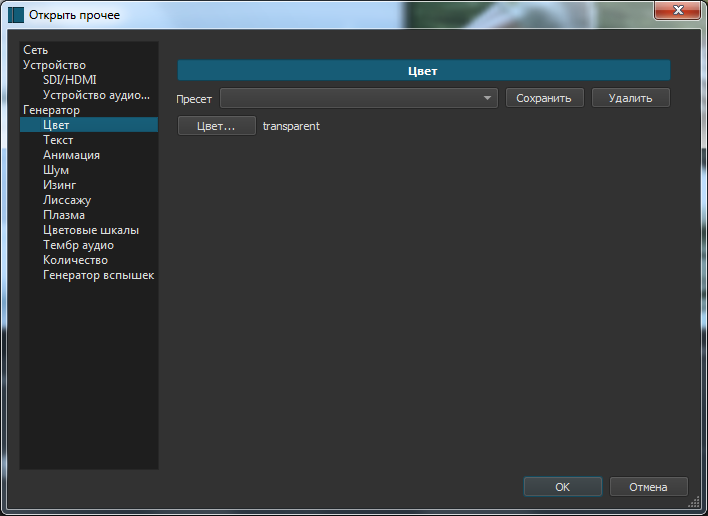 Открыть прочее
Сеть
Устройство
SDI/HDMI
Устройство аудио...
Генератор
Цвет
Текст
Анимация
Шум
Изинг
Лиссажу
Плазма
Цветовые шкалы
Тембр аудио
Количество
Генератор вспышек
Цвет
Пресет
Сохранить
Удалить
Цвет...
transparent
OK
Отмена